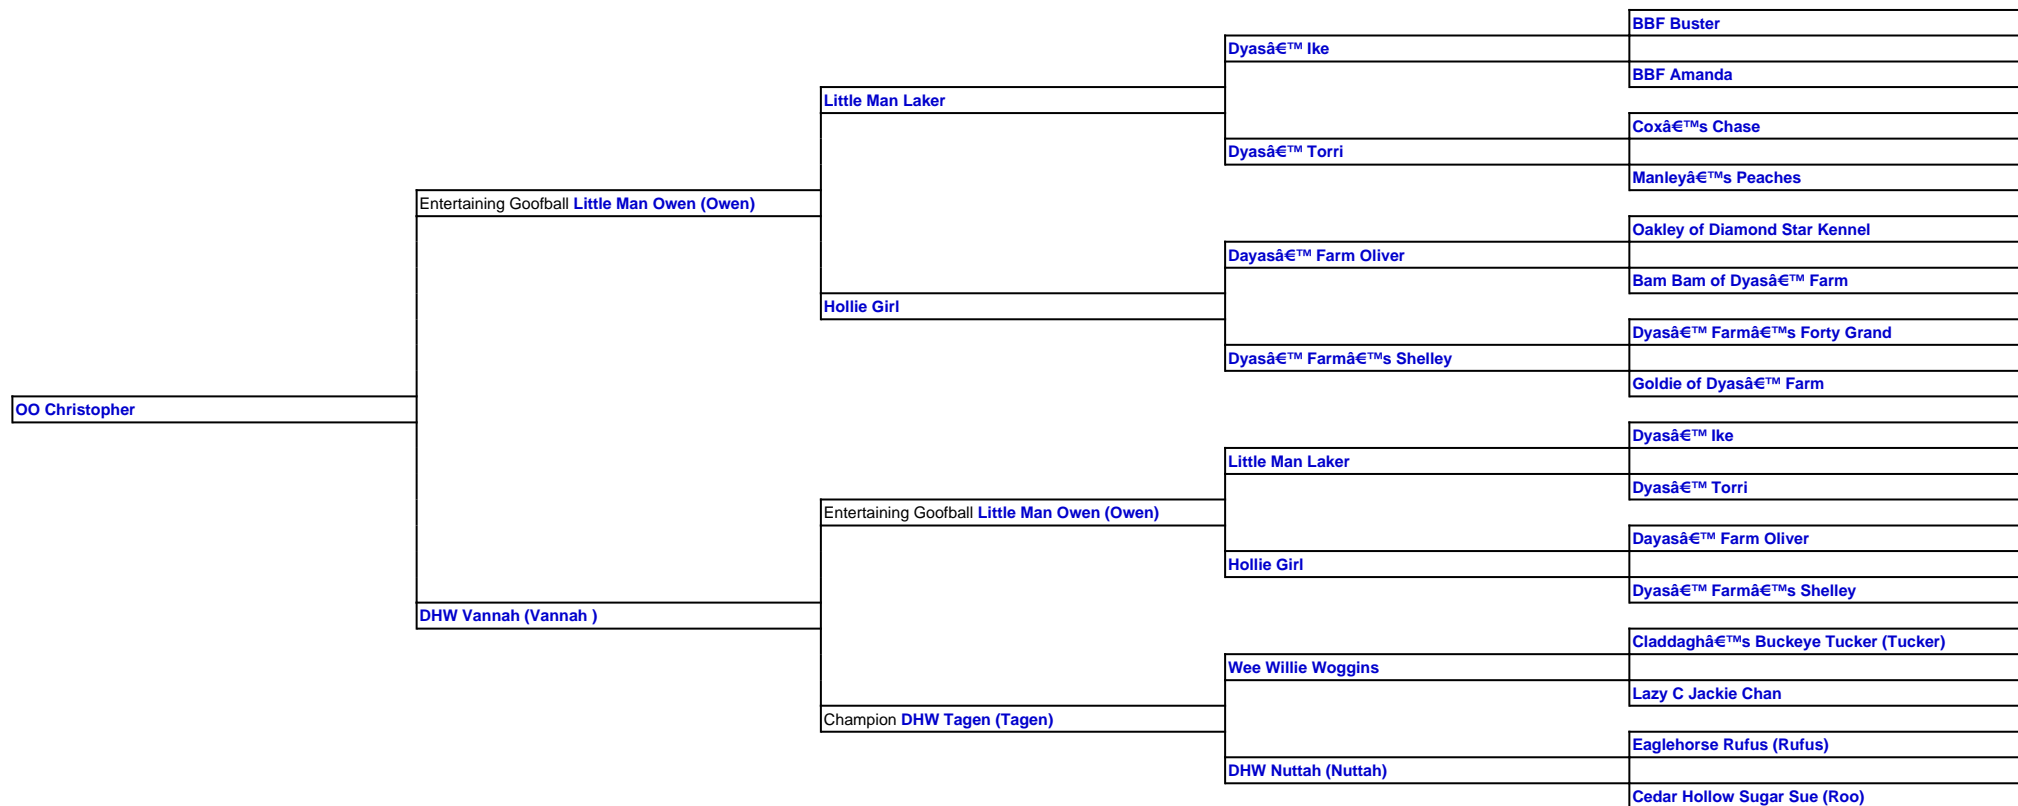 BBF Buster
Dyasâ€™ Ike
BBF Amanda
Little Man Laker
Coxâ€™s Chase
Dyasâ€™ Torri
Manleyâ€™s Peaches
Entertaining Goofball Little Man Owen (Owen)
Oakley of Diamond Star Kennel
Dayasâ€™ Farm Oliver
Bam Bam of Dyasâ€™ Farm
Hollie Girl
Dyasâ€™ Farmâ€™s Forty Grand
Dyasâ€™ Farmâ€™s Shelley
Goldie of Dyasâ€™ Farm
OO Christopher
Dyasâ€™ Ike
Little Man Laker
Dyasâ€™ Torri
Entertaining Goofball Little Man Owen (Owen)
Dayasâ€™ Farm Oliver
Hollie Girl
Dyasâ€™ Farmâ€™s Shelley
DHW Vannah (Vannah )
Claddaghâ€™s Buckeye Tucker (Tucker)
Wee Willie Woggins
Lazy C Jackie Chan
Champion DHW Tagen (Tagen)
Eaglehorse Rufus (Rufus)
DHW Nuttah (Nuttah)
Cedar Hollow Sugar Sue (Roo)